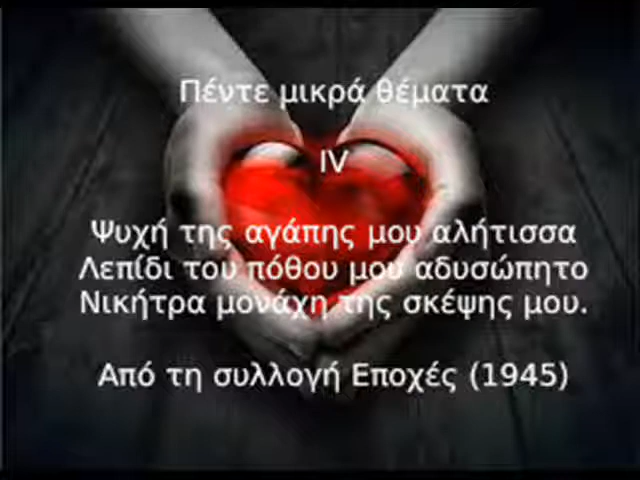 Πέντε μικρά θέματα
IV
Ψυχή της αγάπης μου αλήτισσα
Λεπίδι του πόθου μου αδυσώπητο
Νικήτρα μονάχη της σκέψης μου.
Από τη συλλογή Εποχές (1945)